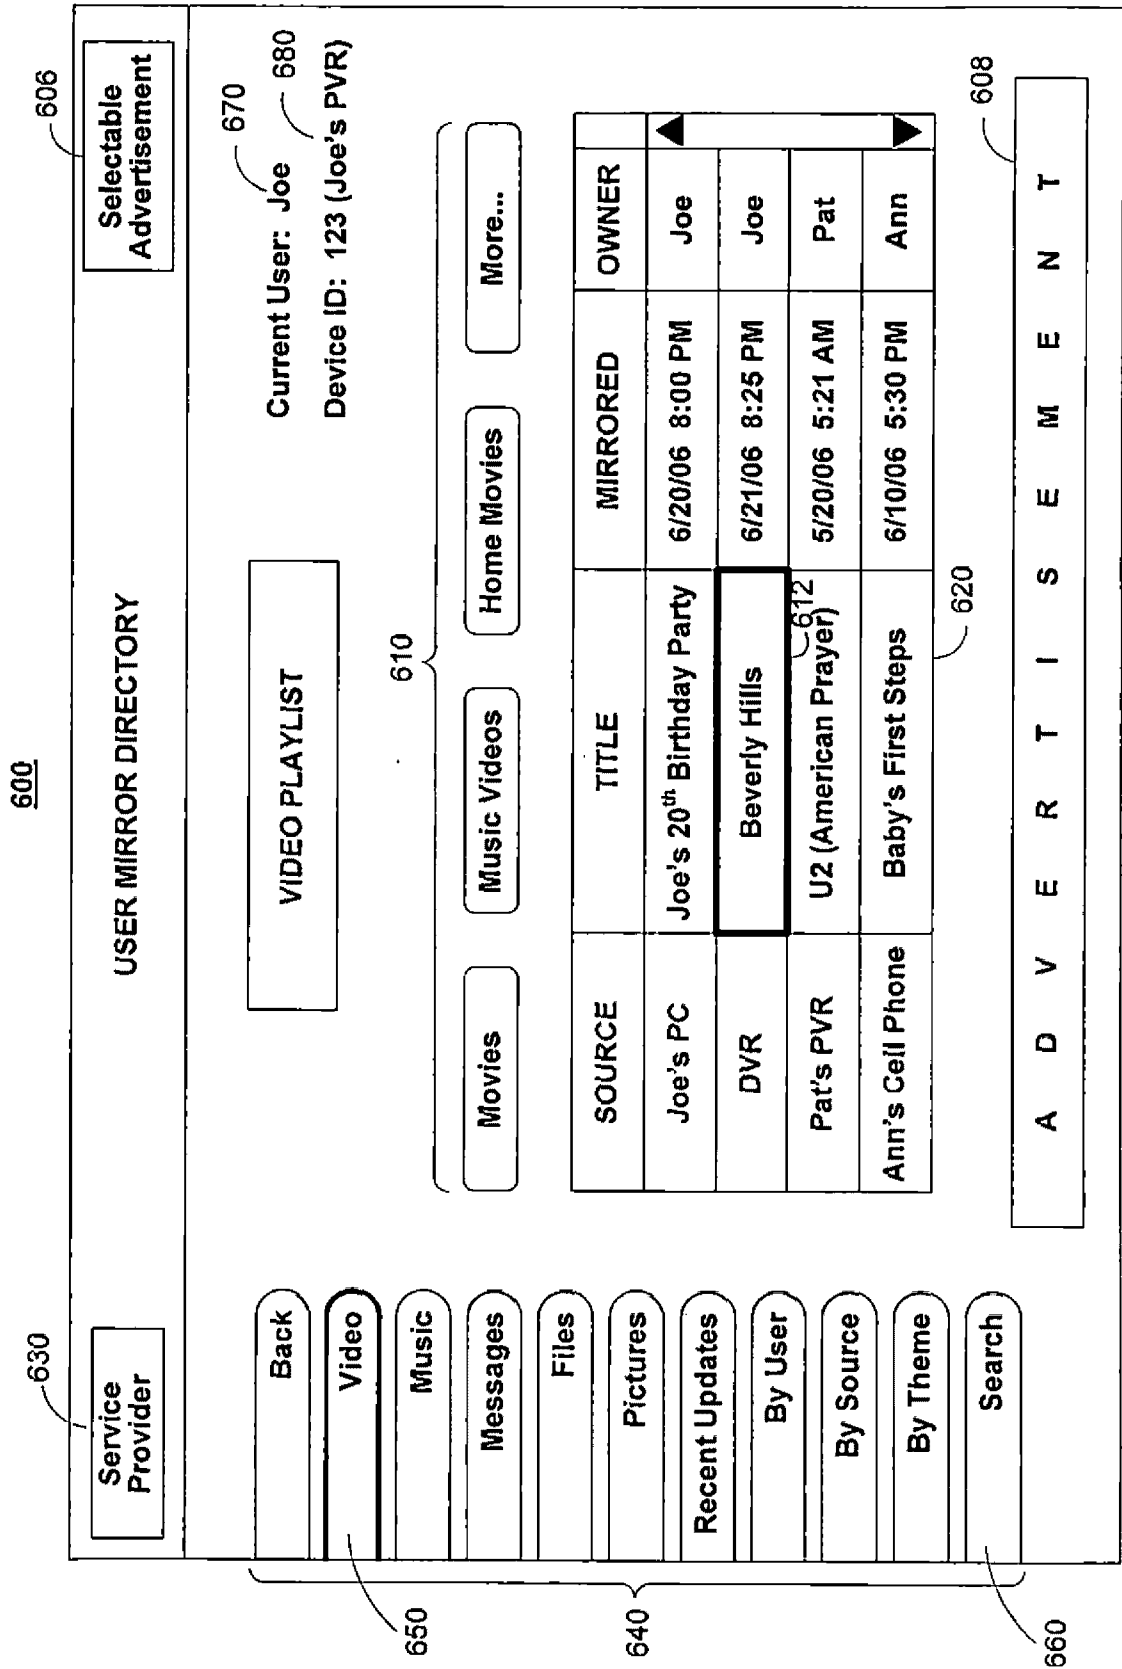 600
630
606
Service
Provider
USER MIRROR DIRECTORY
Selectable
Advertisement
670
680
Current User: Joe
Device ID: 123 (Joe's PVR)
VIDEO PLAYLIST
610
Movies
Music Videos
Home Movies
More...
Back
Video
Music
Messages
Files
Pictures
Recent Updates
By User
By Source
By Theme
Search
650
640
660
SOURCE TITLE MIRRORED OWNER
Joe's PC Joe's 20th Birthday Party 6/20/06 8:00 PM Joe
DVR Beverly Hills 6/21/06 8:25 PM Joe
612
Pat's PVR U2 (American Prayer) 5/20/06 5:21 AM Pat
Ann's Cell Phone Baby's First Steps 6/10/06 5:30 PM Ann
620
608
A D V E R T I S E M E N T